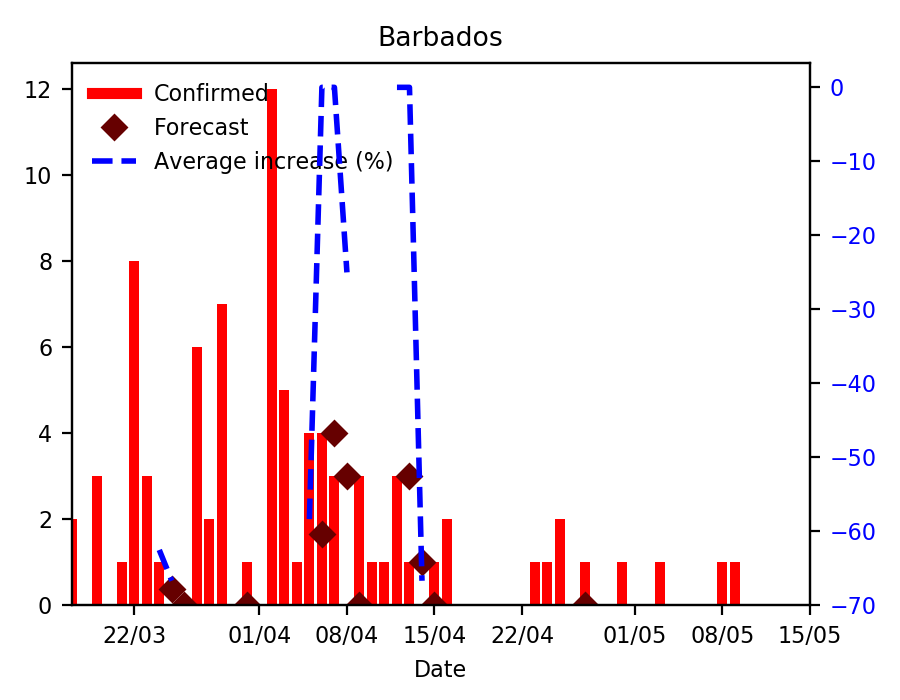 Barbados
Confirmed
Forecast
Average increase (%)
12
10
8
6
4
2
0
0
−10
−20
−30
−40
−50
−60
−70
22/03 01/04 08/04 15/04 22/04 01/05 08/05 15/05
Date